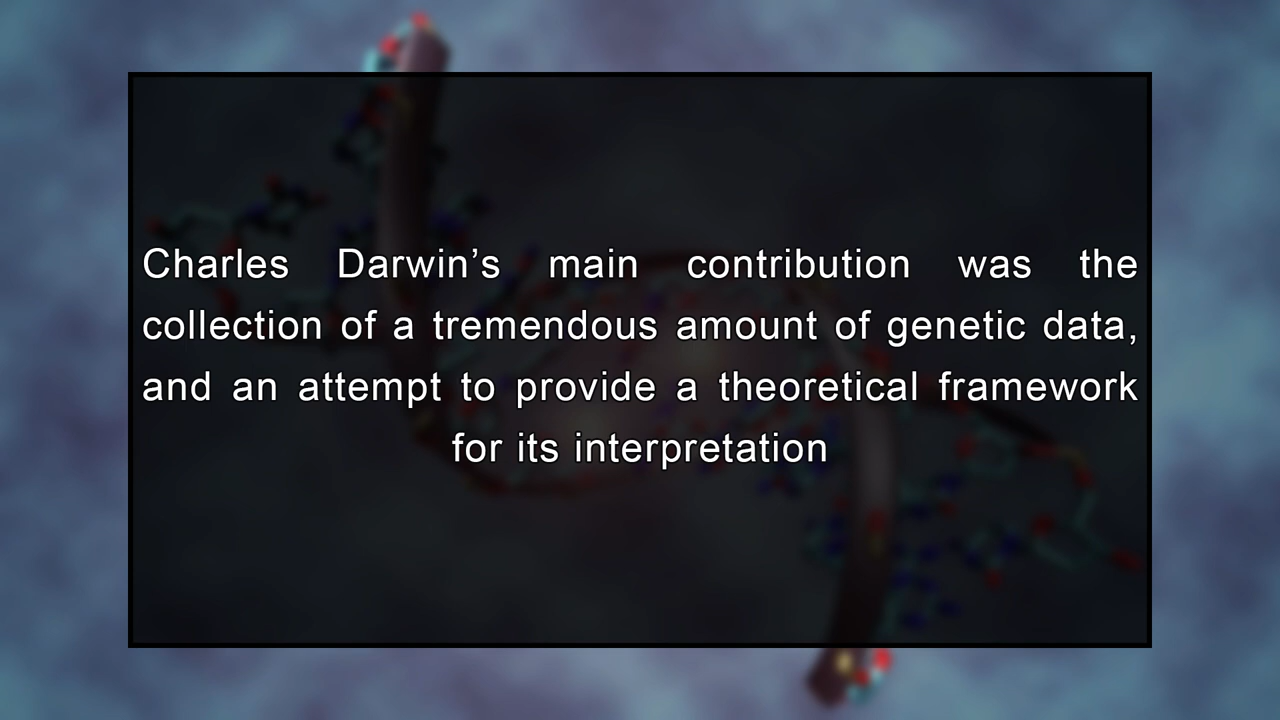 Charles Darwin’s main contribution was the
collection of a tremendous amount of genetic data,
and an attempt to provide a theoretical framework
for its interpretation